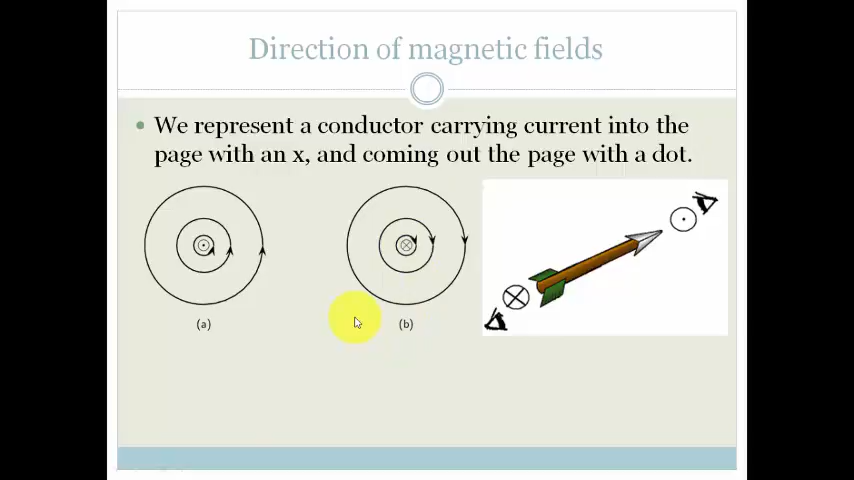 Direction of magnetic fields
We represent a conductor carrying current into the
page with an x, and coming out the page with a dot.
(a)
(b)